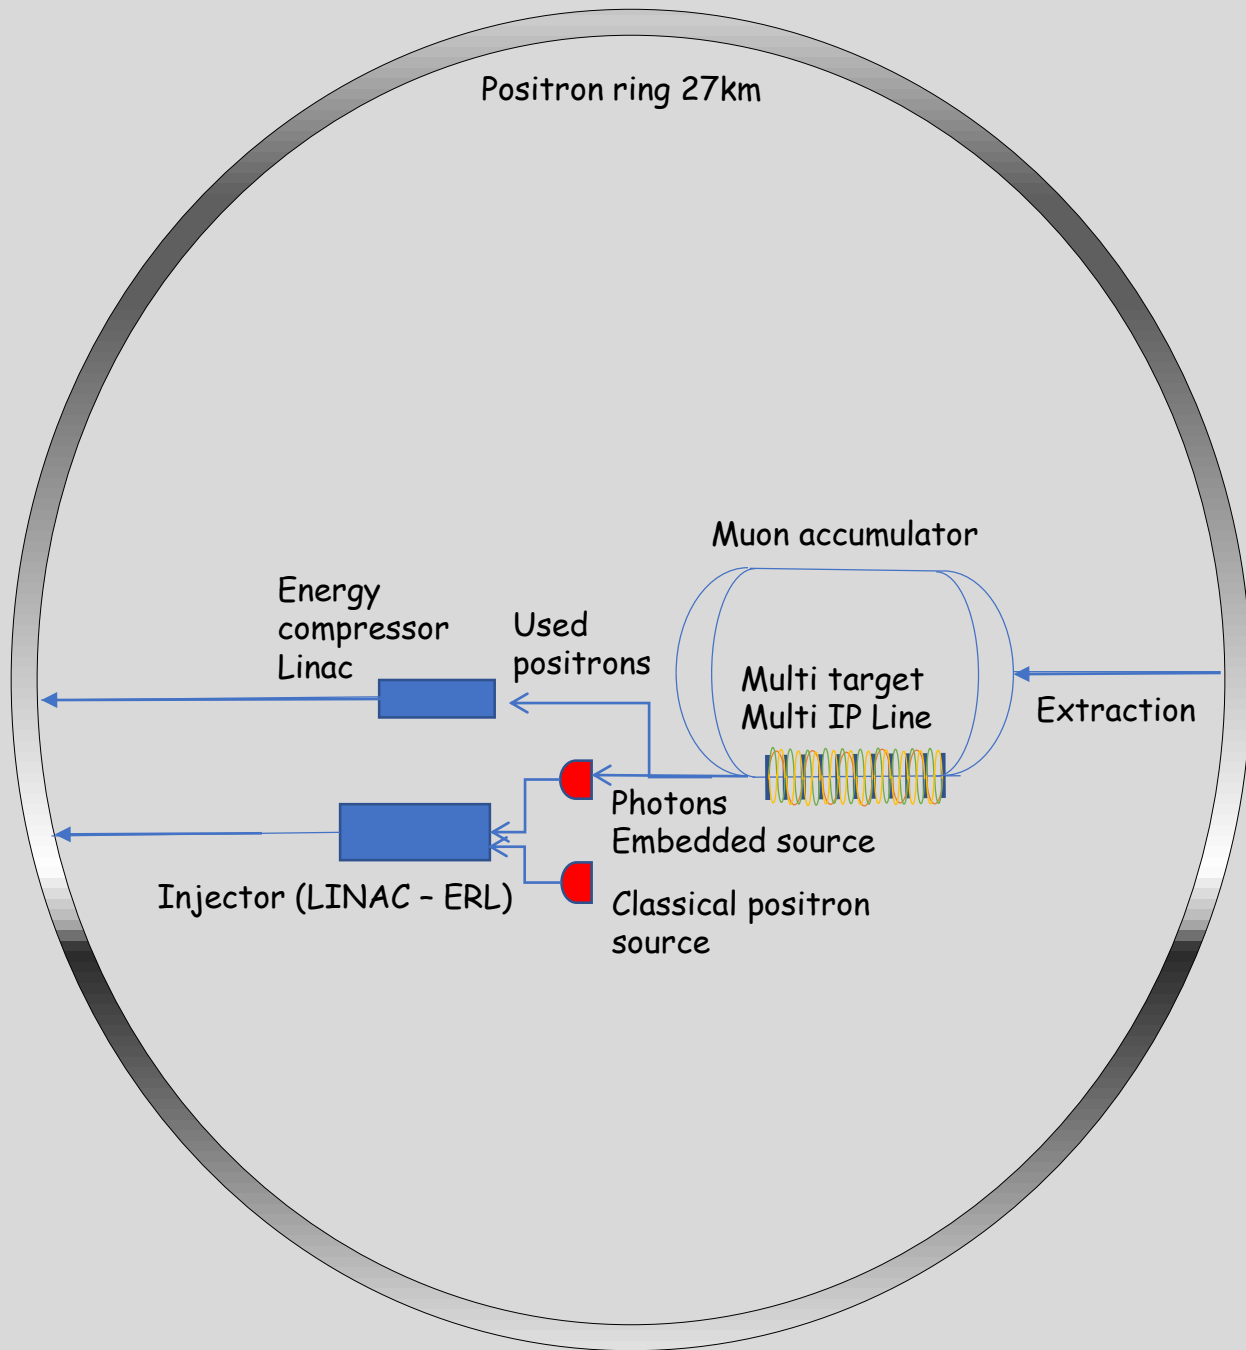 Positron ring 27km
Muon accumulator
Energy
compressor
Linac
Used
positrons
Multi target
Multi IP Line
Extraction
Photons
Embedded source
Injector (LINAC – ERL)
Classical positron
source